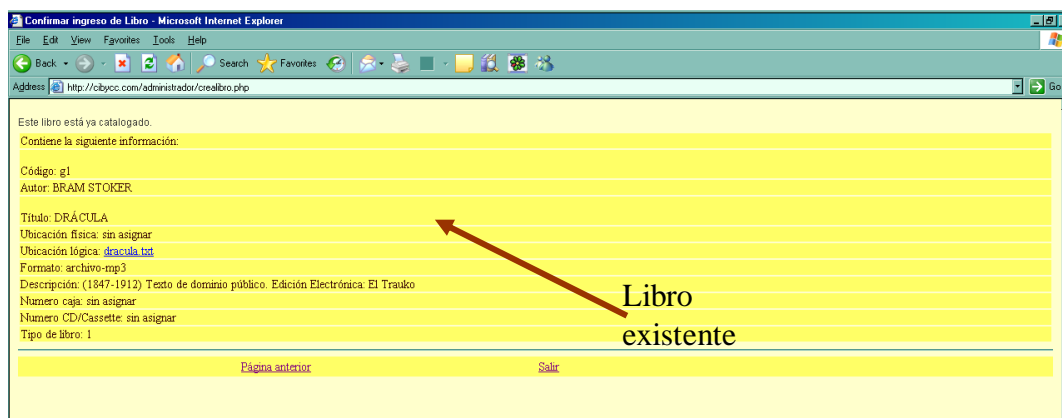 Confirmar ingreso de Libro - Microsoft Internet Explorer
File Edit View Favorites Tools Help
Back Search Favorites
Address http://cibycc.com/administrador/crealibro.php Go
Este libro está ya catalogado.
Contiene la siguiente información:
Código: g1
Autor: BRAM STOKER
Título: DRÁCULA
Ubicación física: sin asignar
Ubicación lógica: dracula.txt
Formato: archivo-mp3
Descripción: (1847-1912) Texto de dominio público. Edición Electrónica: El Trauko
Numero caja: sin asignar
Numero CD/Cassette: sin asignar
Tipo de libro: 1
Página anterior Salir
Libro
existente